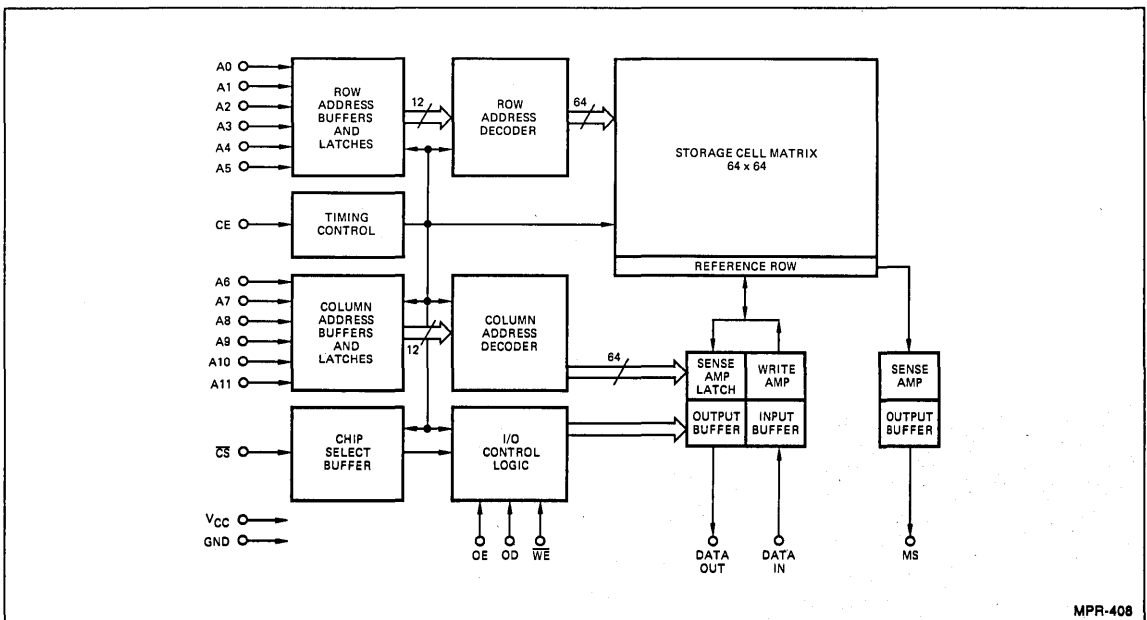 A0
A1
A2
A3
A4
A5
ROW
ADDRESS
BUFFERS
AND
LATCHES
12
ROW
ADDRESS
DECODER
64
STORAGE CELL MATRIX
64 x 64
REFERENCE ROW
CE
TIMING
CONTROL
A6
A7
A8
A9
A10
A11
COLUMN
ADDRESS
BUFFERS
AND
LATCHES
12
COLUMN
ADDRESS
DECODER
64
SENSE
AMP
LATCH
WRITE
AMP
OUTPUT
BUFFER
INPUT
BUFFER
SENSE
AMP
OUTPUT
BUFFER
C̅S̅
CHIP
SELECT
BUFFER
I/O
CONTROL
LOGIC
VCC
GND
OE
OD
W̅E̅
DATA
OUT
DATA
IN
MS
MPR-408